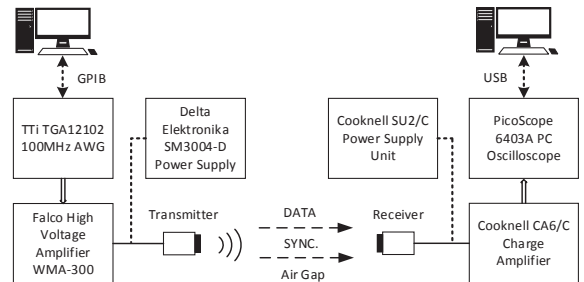 GPIB
USB
TTi TGA12102
100MHz AWG
Delta
Elektronika
SM3004-D
Power Supply
Cooknell SU2/C
Power Supply
Unit
PicoScope
6403A PC
Oscilloscope
Falco High
Voltage
Amplifier
WMA-300
Transmitter
DATA
SYNC.
Air Gap
Receiver
Cooknell CA6/C
Charge
Amplifier